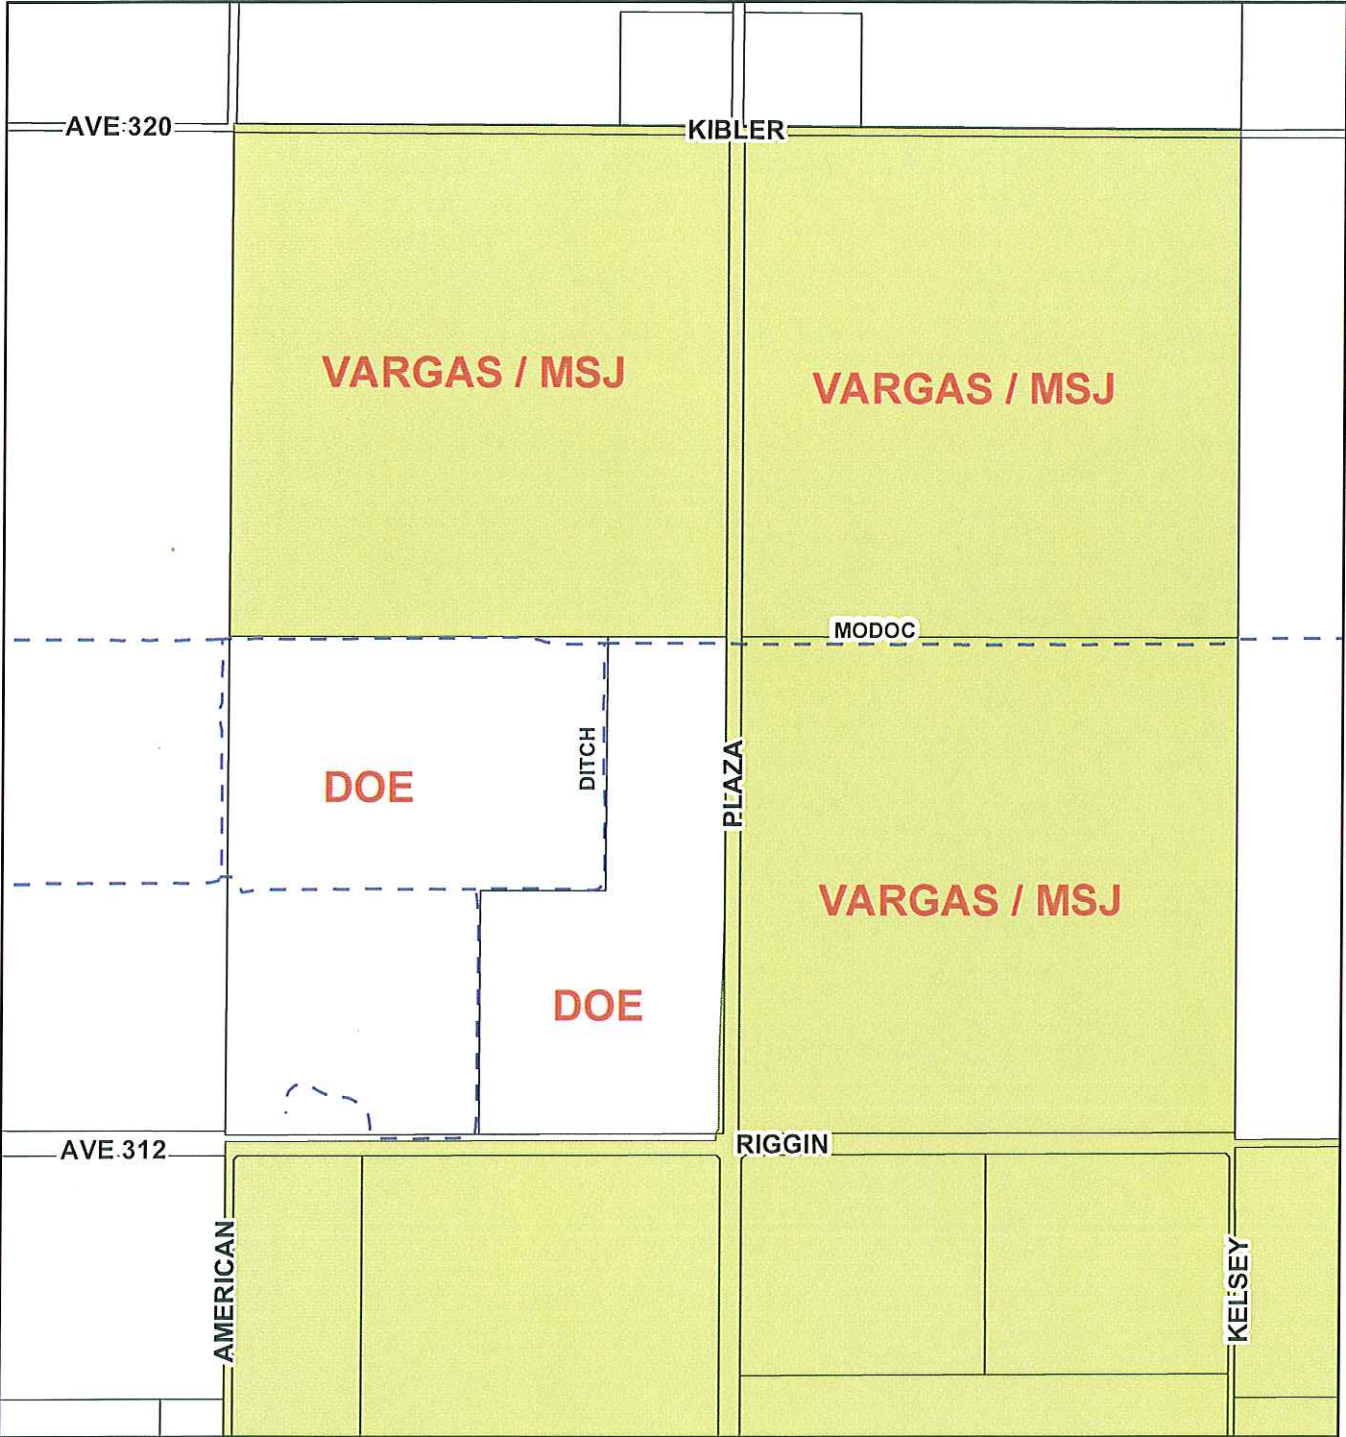 AVE 320
KIBLER
VARGAS / MSJ
VARGAS / MSJ
MODOC
DITCH
PLAZA
DOE
VARGAS / MSJ
DOE
AVE 312
RIGGIN
AMERICAN
KELSEY